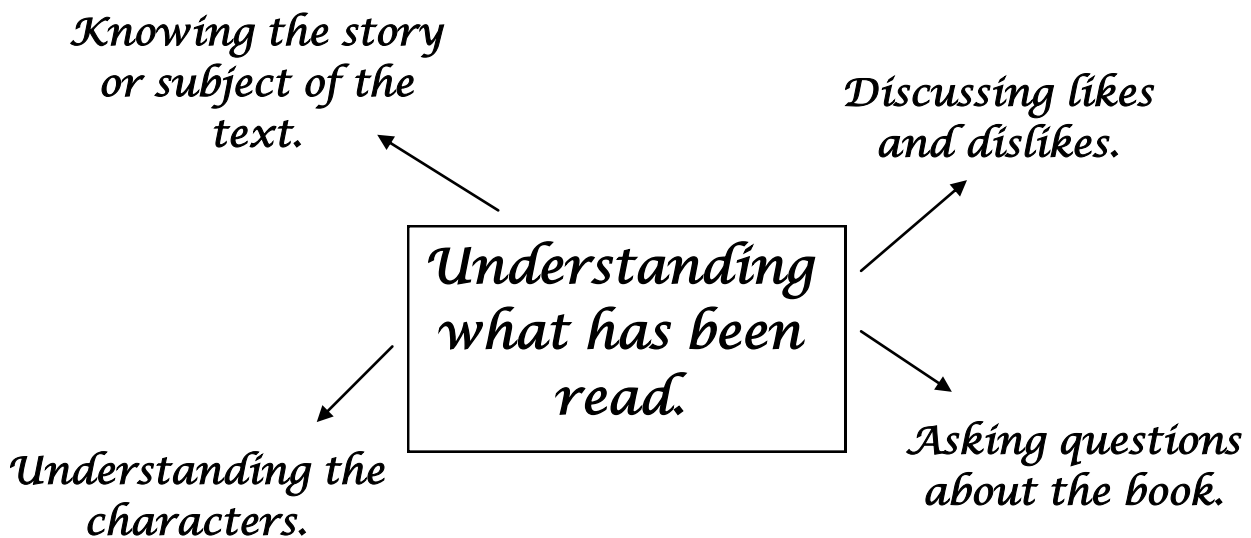 Knowing the story
or subject of the
text.
Discussing likes
and dislikes.
Understanding
what has been
read.
Understanding the
characters.
Asking questions
about the book.